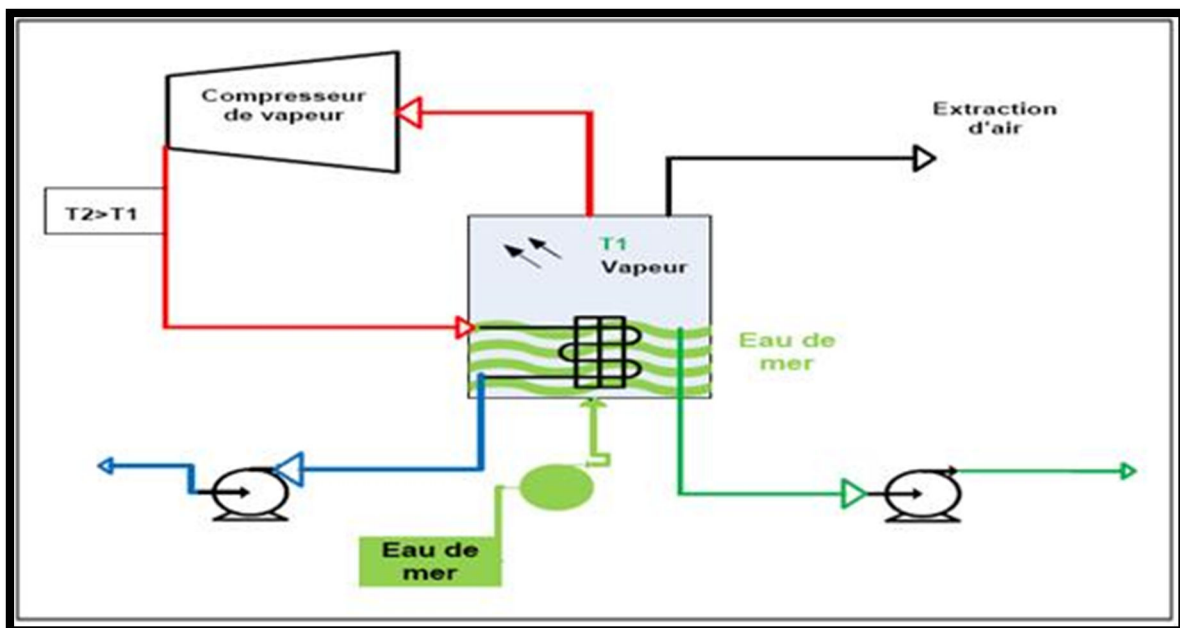 Compresseur
de vapeur
Extraction
d'air
T2>T1
T1
Vapeur
Eau de
mer
Eau de
mer